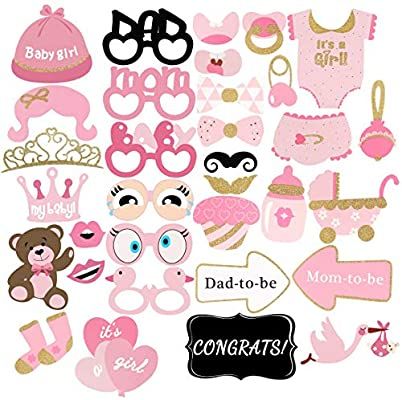 Baby girl
DAD
it's a
Girl!
mom
BABY
my baby!
Dad-to-be
Mom-to-be
it's
a girl
CONGRATS!